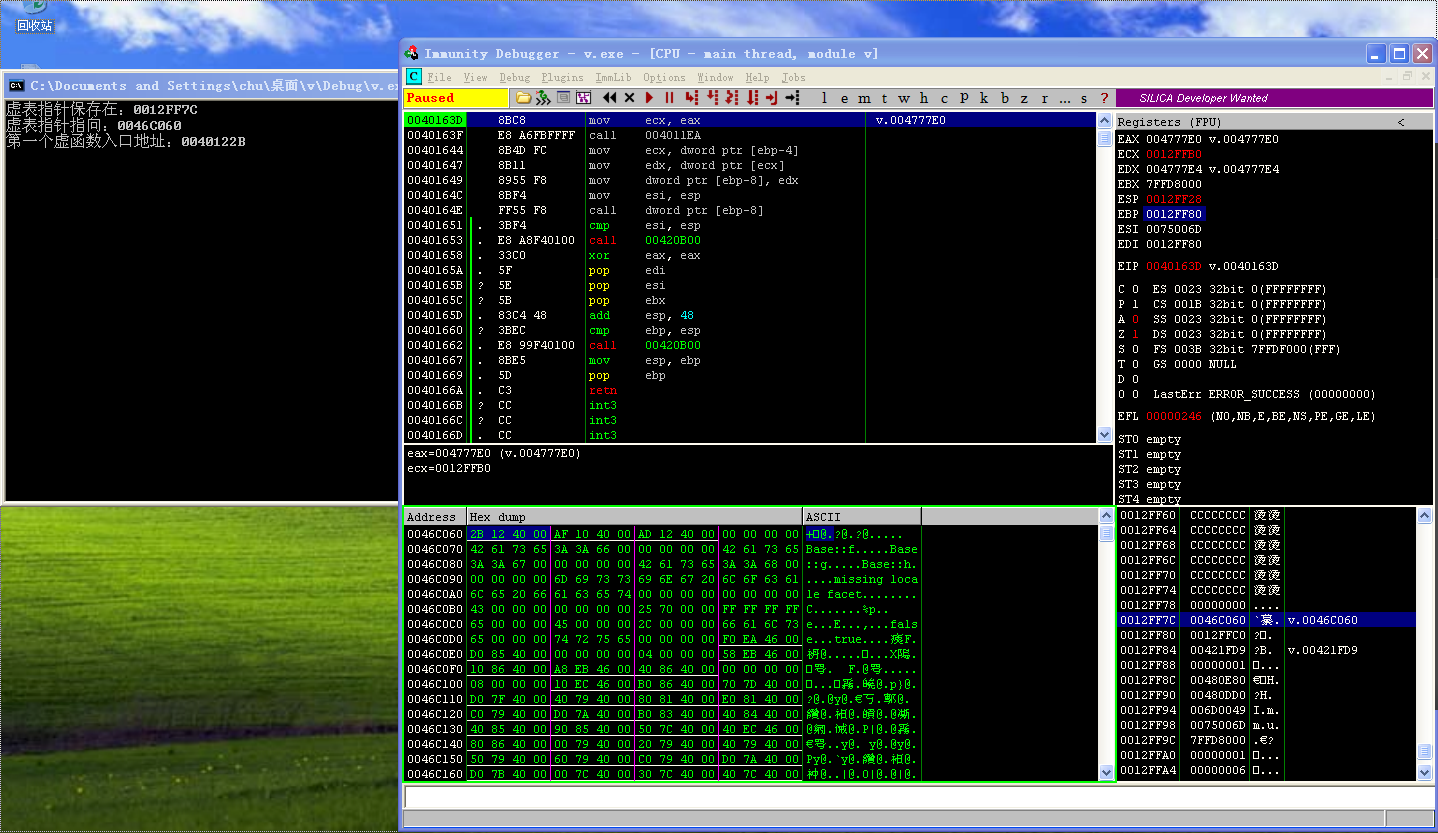 回收站
C:\Documents and Settings\chu\桌面\v\Debug\v.ex
虚表指针保存在: 0012FF7C
虚表指针指向: 0046C060
第一个虚函数入口地址: 0040122B
Immunity Debugger - v.exe - [CPU - main thread, module v]
C File View Debug Plugins ImmLib Options Window Help Jobs
Paused
l e m t w h c P k b z r ... s ?
SILICA Developer Wanted
0040163D 8BC8 mov ecx, eax v.004777E0
0040163F E8 A6FBFFFF call 004011EA
00401644 8B4D FC mov ecx, dword ptr [ebp-4]
00401647 8B11 mov edx, dword ptr [ecx]
00401649 8955 F8 mov dword ptr [ebp-8], edx
0040164C 8BF4 mov esi, esp
0040164E FF55 F8 call dword ptr [ebp-8]
00401651 . 3BF4 cmp esi, esp
00401653 . E8 A8F40100 call 00420B00
00401658 . 33C0 xor eax, eax
0040165A . 5F pop edi
0040165B ? 5E pop esi
0040165C ? 5B pop ebx
0040165D . 83C4 48 add esp, 48
00401660 ? 3BEC cmp ebp, esp
00401662 . E8 99F40100 call 00420B00
00401667 . 8BE5 mov esp, ebp
00401669 . 5D pop ebp
0040166A . C3 retn
0040166B ? CC int3
0040166C ? CC int3
0040166D . CC int3
eax=004777E0 (v.004777E0)
ecx=0012FFB0
Registers (FPU) <
EAX 004777E0 v.004777E0
ECX 0012FFB0
EDX 004777E4 v.004777E4
EBX 7FFD8000
ESP 0012FF28
EBP 0012FF80
ESI 0075006D
EDI 0012FF80
EIP 0040163D v.0040163D
C 0 ES 0023 32bit 0(FFFFFFFF)
P 1 CS 001B 32bit 0(FFFFFFFF)
A 0 SS 0023 32bit 0(FFFFFFFF)
Z 1 DS 0023 32bit 0(FFFFFFFF)
S 0 FS 003B 32bit 7FFDF000(FFF)
T 0 GS 0000 NULL
D 0
O 0 LastErr ERROR_SUCCESS (00000000)
EFL 00000246 (NO,NB,E,BE,NS,PE,GE,LE)
ST0 empty
ST1 empty
ST2 empty
ST3 empty
ST4 empty
Address Hex dump ASCII
0046C060 2B 12 40 00 AF 10 40 00 AD 12 40 00 00 00 00 00
0046C070 42 61 73 65 3A 3A 66 00 00 00 00 00 42 61 73 65 Base::f.....Base
0046C080 3A 3A 67 00 00 00 00 00 42 61 73 65 3A 3A 68 00 ::g.....Base::h.
0046C090 00 00 00 00 6D 69 73 73 69 6E 67 20 6C 6F 63 61 ....missing loca
0046C0A0 6C 65 20 66 61 63 65 74 00 00 00 00 00 00 00 00 le facet........
0046C0B0 43 00 00 00 00 00 00 00 25 70 00 00 FF FF FF FF C.......%p..
0046C0C0 65 00 00 00 45 00 00 00 2C 00 00 00 66 61 6C 73 e...E...,...fals
0046C0D0 65 00 00 00 74 72 75 65 00 00 00 00 F0 EA 46 00 e...true....
0046C0E0 D0 85 40 00 00 00 00 00 04 00 00 00 58 EB 46 00
0046C0F0 10 86 40 00 A8 EB 46 00 40 86 40 00 00 00 00 00
0046C100 08 00 00 00 10 EC 46 00 B0 86 40 00 70 7D 40 00
0046C110 D0 7F 40 00 40 79 40 00 80 81 40 00 E0 81 40 00
0046C120 C0 79 40 00 D0 7A 40 00 B0 83 40 00 40 84 40 00
0046C130 40 85 40 00 90 85 40 00 50 7C 40 00 40 EC 46 00
0046C140 80 86 40 00 00 79 40 00 20 79 40 00 40 79 40 00
0046C150 50 79 40 00 60 79 40 00 C0 79 40 00 D0 7A 40 00
0046C160 D0 7B 40 00 00 7C 40 00 30 7C 40 00 40 7C 40 00
0012FF60 CCCCCCCC 烫烫
0012FF64 CCCCCCCC 烫烫
0012FF68 CCCCCCCC 烫烫
0012FF6C CCCCCCCC 烫烫
0012FF70 CCCCCCCC 烫烫
0012FF74 CCCCCCCC 烫烫
0012FF78 00000000 ....
0012FF7C 0046C060 v.0046C060
0012FF80 0012FFC0
0012FF84 00421FD9 ?B. v.00421FD9
0012FF88 00000001
0012FF8C 00480E80
0012FF90 00480DD0 ?H.
0012FF94 006D0049 I.m.
0012FF98 0075006D m.u.
0012FF9C 7FFD8000 .€?
0012FFA0 00000001
0012FFA4 00000006